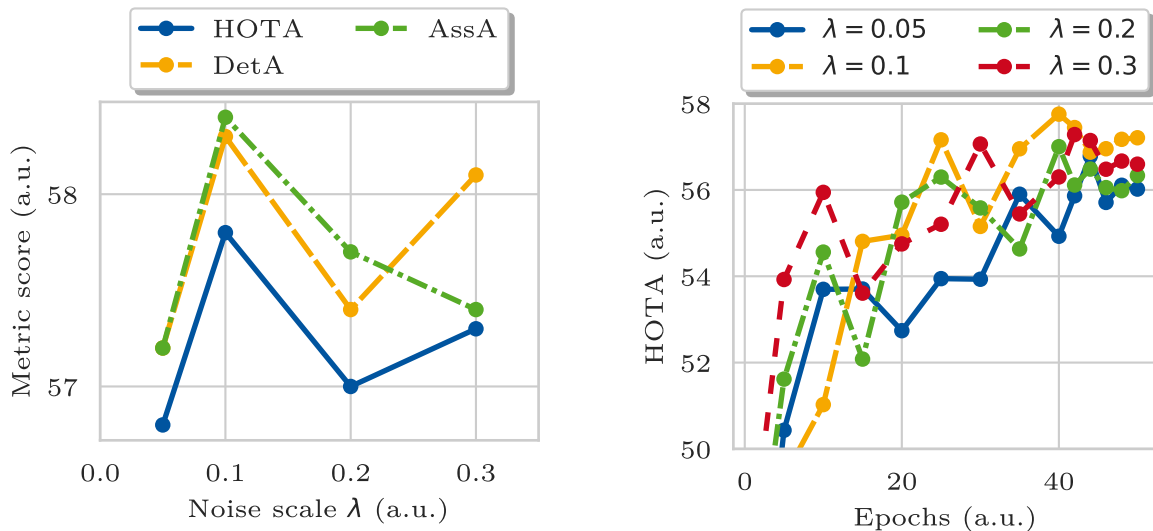 HOTA
DetA
AssA
Metric score (a.u.)
58
57
0.0 0.1 0.2 0.3
Noise scale λ (a.u.)
λ = 0.05
λ = 0.1
λ = 0.2
λ = 0.3
HOTA (a.u.)
58
56
54
52
50
0 20 40
Epochs (a.u.)